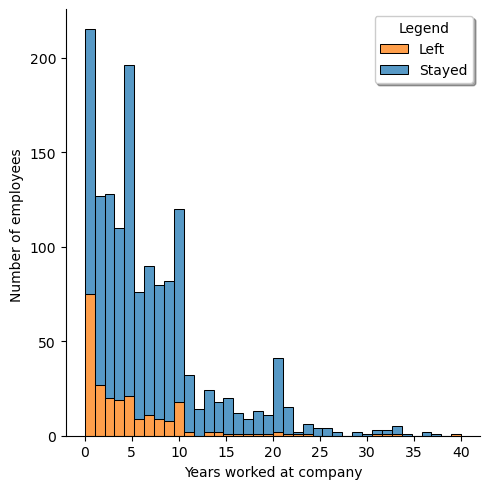 Legend
Left
Stayed
200
150
100
50
0
Number of employees
0 5 10 15 20 25 30 35 40
Years worked at company